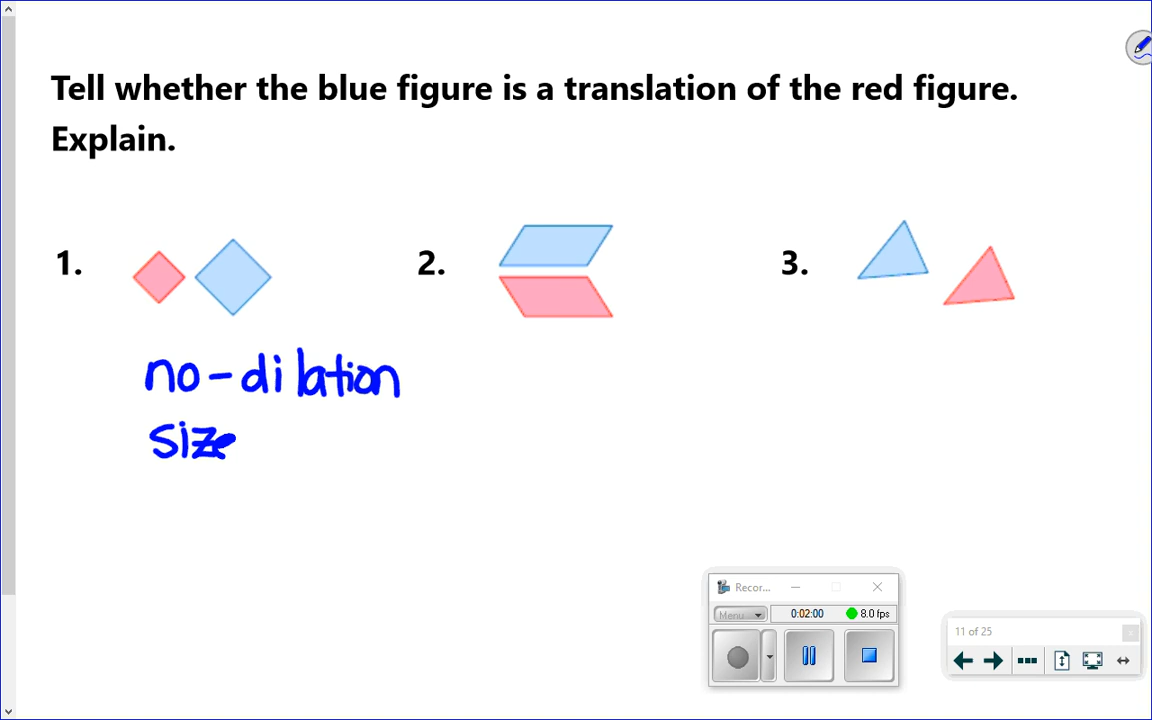 Tell whether the blue figure is a translation of the red figure.
Explain.
1. 2. 3.
no-dilation
size
Recor...
Menu 0:02:00 8.0 fps
11 of 25